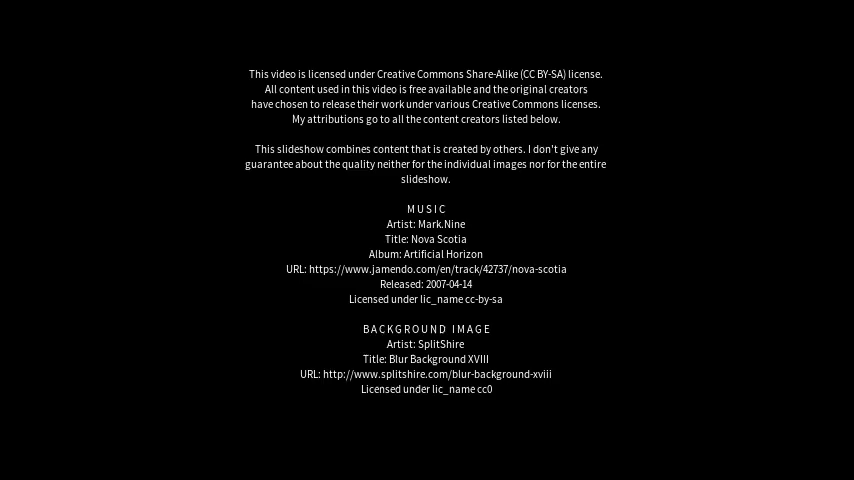 This video is licensed under Creative Commons Share-Alike (CC BY-SA) license.
All content used in this video is free available and the original creators
have chosen to release their work under various Creative Commons licenses.
My attributions go to all the content creators listed below.
This slideshow combines content that is created by others. I don't give any
guarantee about the quality neither for the individual images nor for the entire
slideshow.
MUSIC
Artist: Mark.Nine
Title: Nova Scotia
Album: Artificial Horizon
URL: https://www.jamendo.com/en/track/42737/nova-scotia
Released: 2007-04-14
Licensed under lic_name cc-by-sa
BACKGROUND IMAGE
Artist: SplitShire
Title: Blur Background XVIII
URL: http://www.splitshire.com/blur-background-xviii
Licensed under lic_name cc0